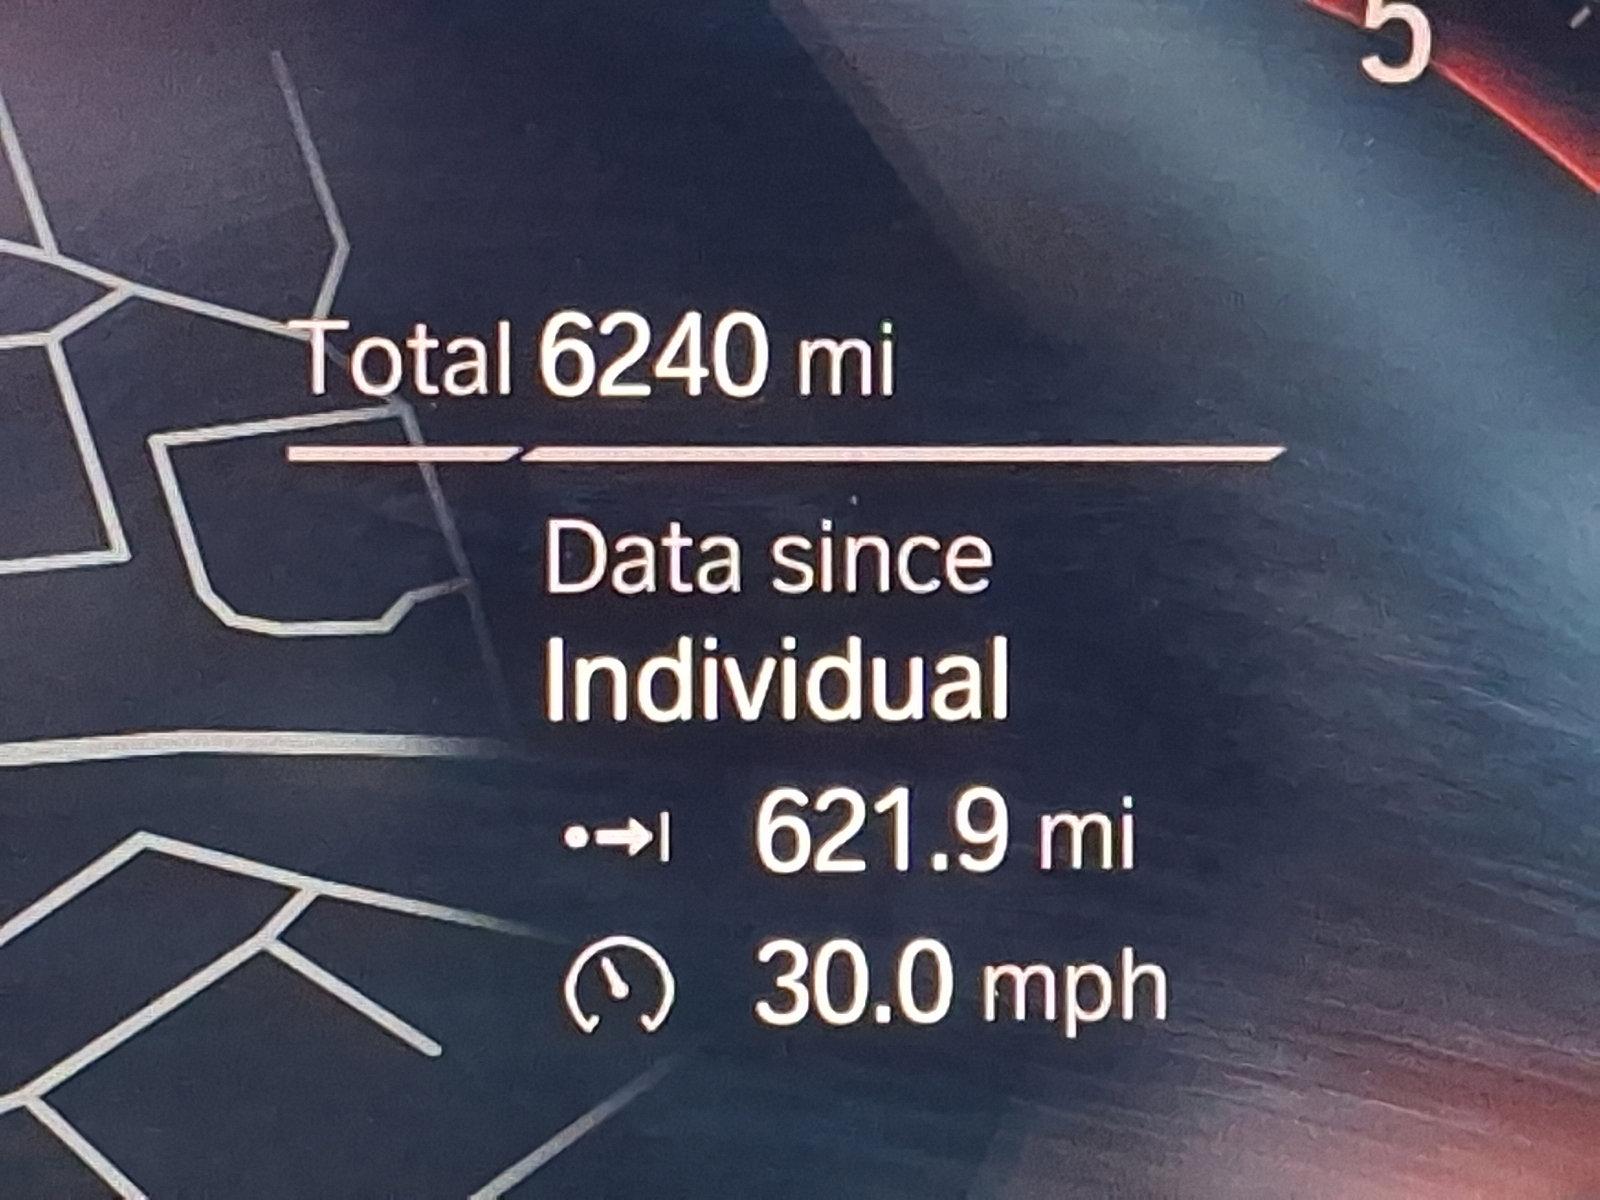 5
Total 6240 mi
Data since
Individual
621.9 mi
30.0 mph